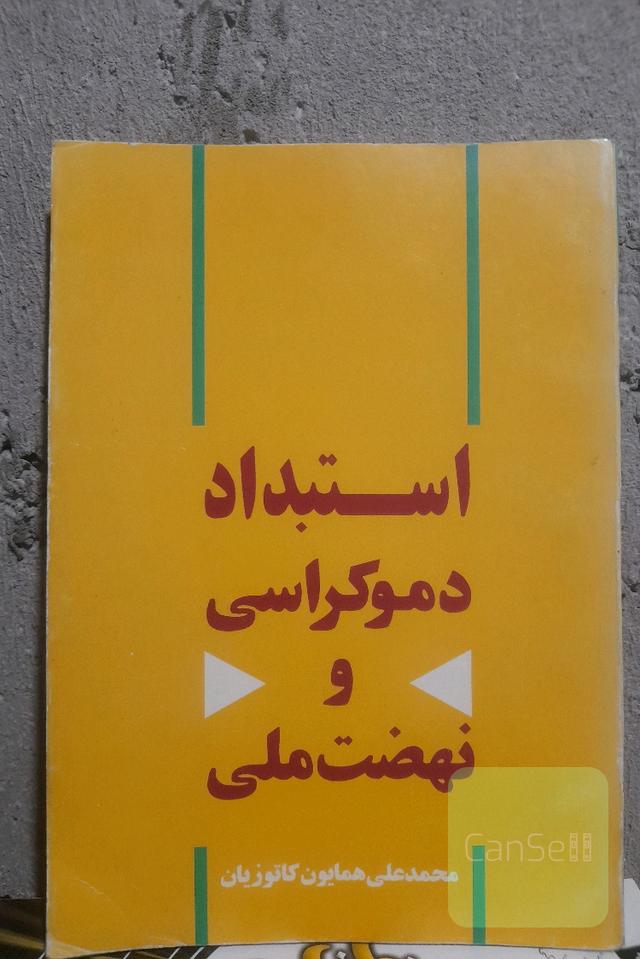 استبداد
دموکراسی
و
نهضت ملی
محمدعلی همایون کاتوزیان
CanSell